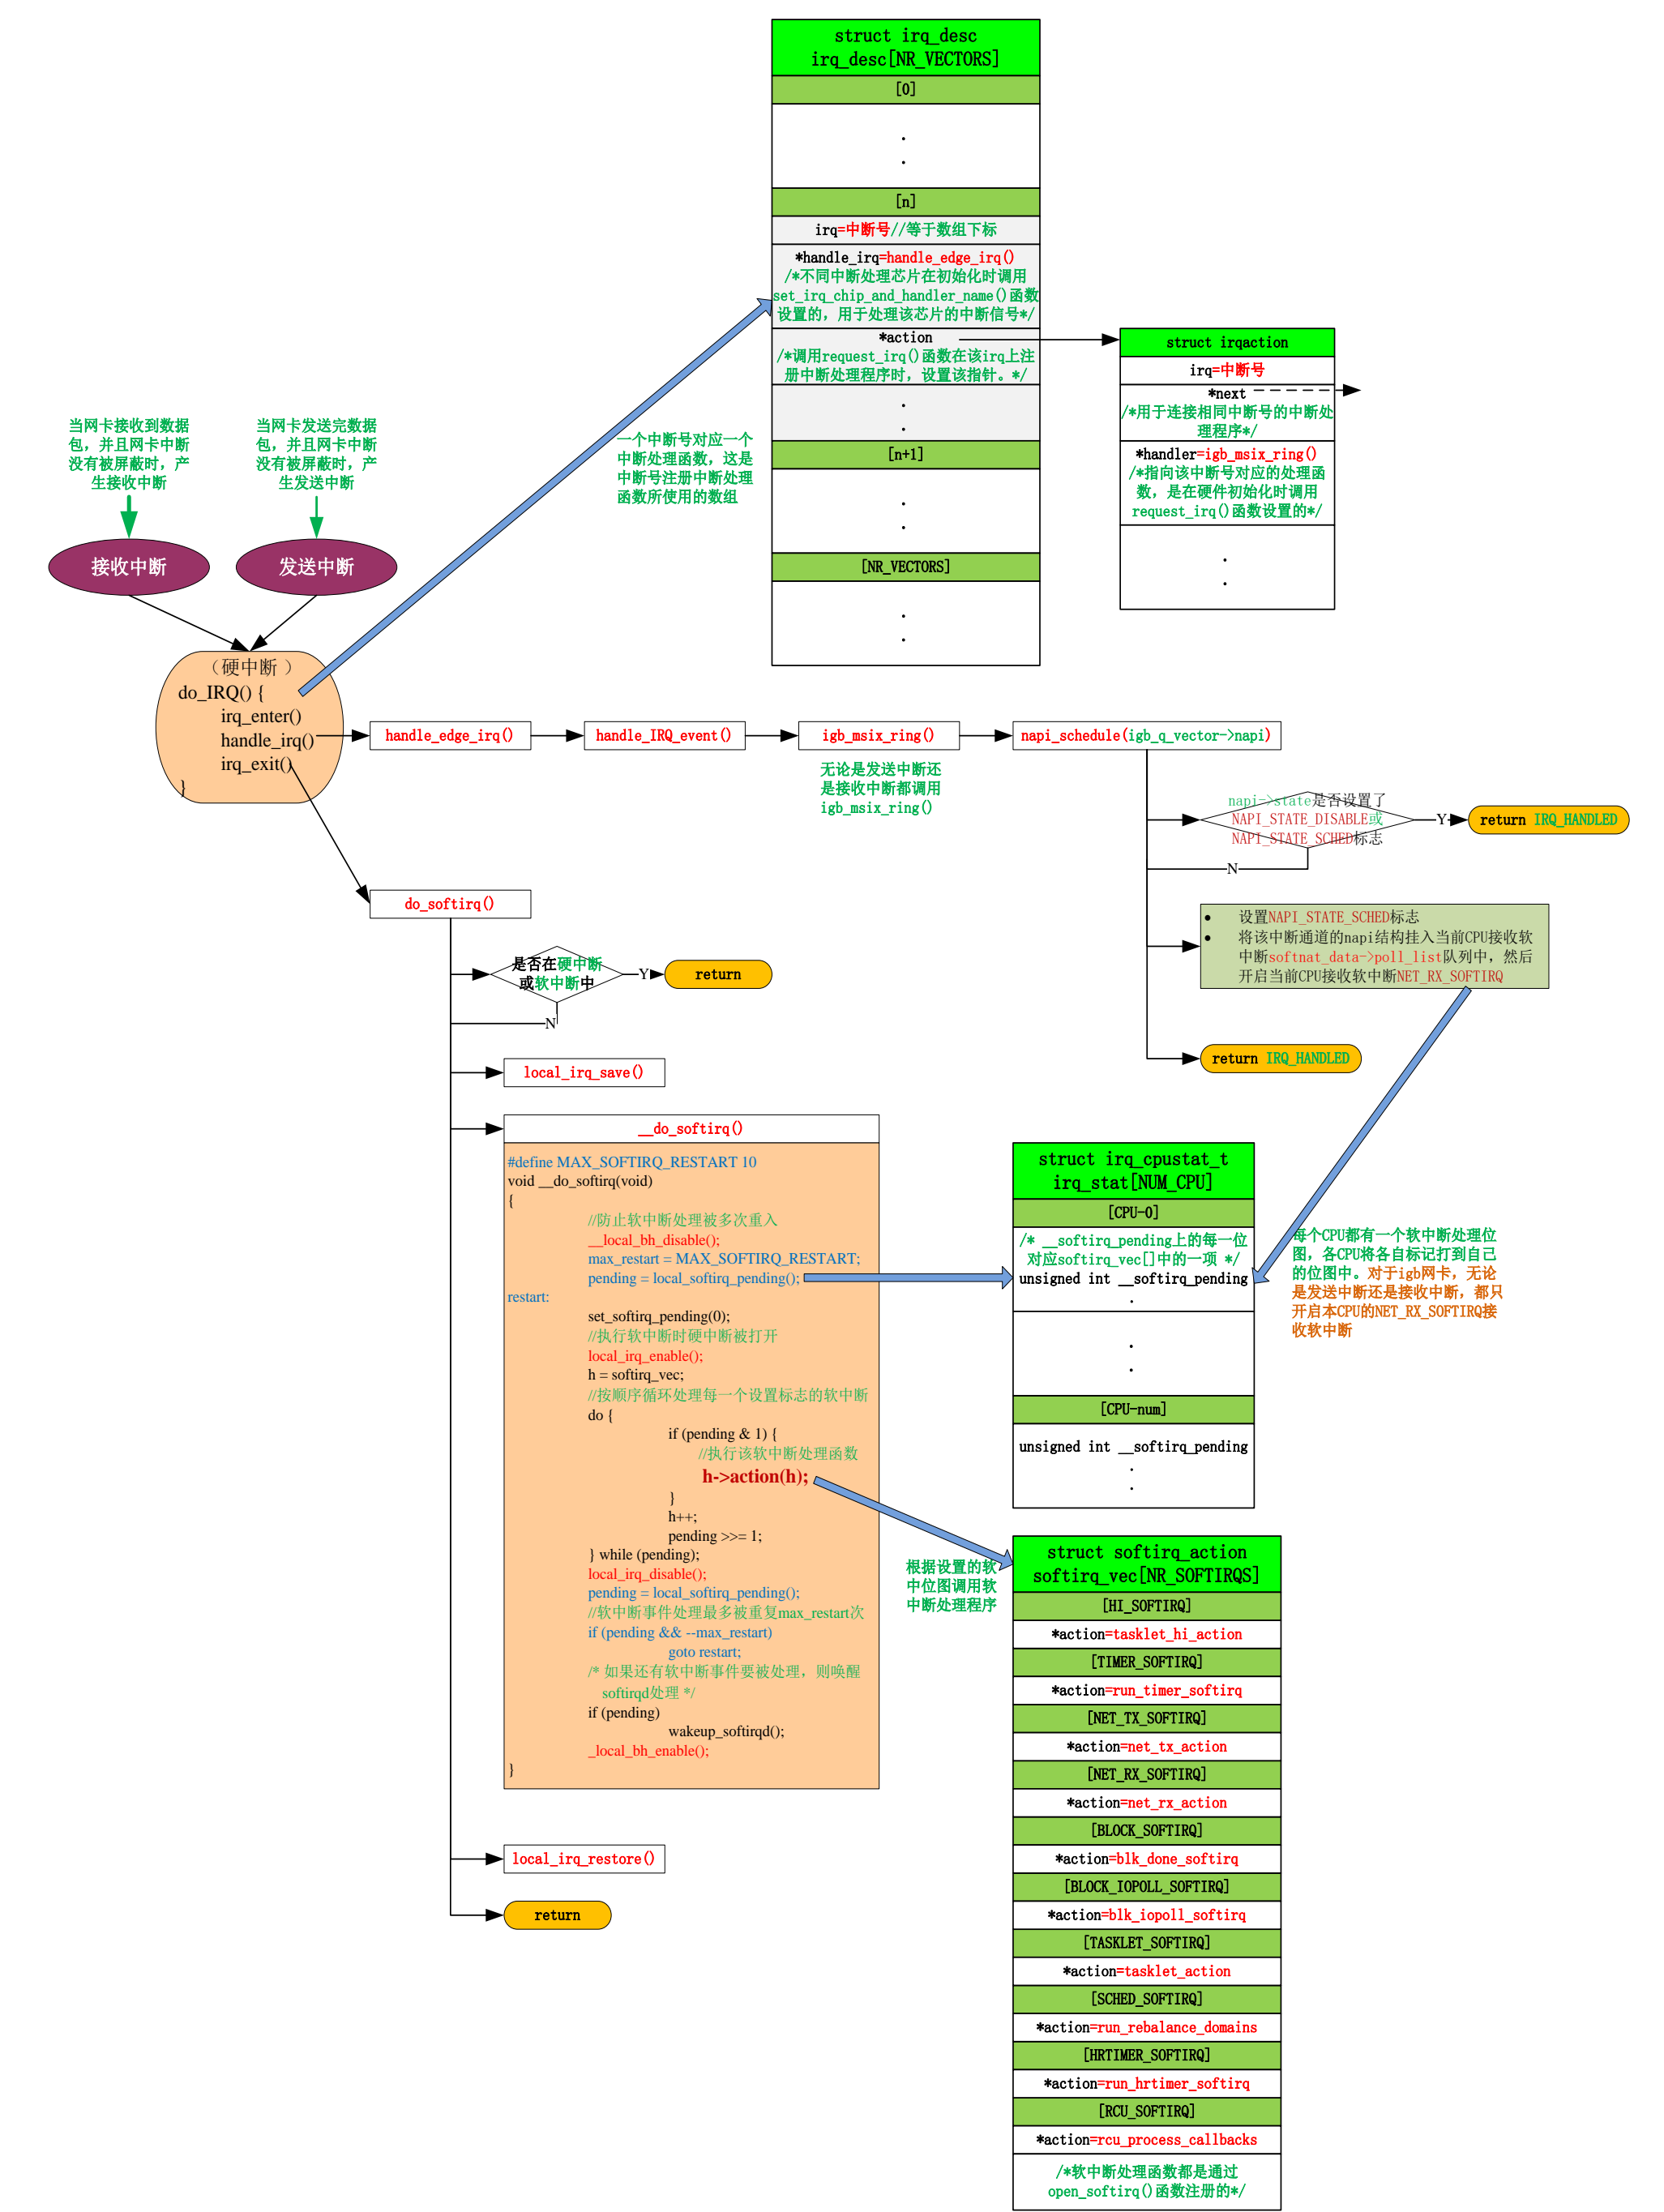 struct irq_desc
irq_desc[NR_VECTORS]
[0]
.
.
[n]
irq=中断号//等于数组下标
*handle_irq=handle_edge_irq()
/*不同中断处理芯片在初始化时调用
set_irq_chip_and_handler_name()函数
设置的，用于处理该芯片的中断信号*/
*action
/*调用request_irq()函数在该irq上注
册中断处理程序时，设置该指针。*/
.
.
[n+1]
.
.
[NR_VECTORS]
.
.
struct irqaction
irq=中断号
*next
/*用于连接相同中断号的中断处
理程序*/
*handler=igb_msix_ring()
/*指向该中断号对应的处理函
数，是在硬件初始化时调用
request_irq()函数设置的*/
.
.
当网卡接收到数据
包，并且网卡中断
没有被屏蔽时，产
生接收中断
当网卡发送完数据
包，并且网卡中断
没有被屏蔽时，产
生发送中断
一个中断号对应一个
中断处理函数，这是
中断号注册中断处理
函数所使用的数组
接收中断
发送中断
（硬中断 ）
do_IRQ() {
irq_enter()
handle_irq()
irq_exit()
}
handle_edge_irq()
handle_IRQ_event()
igb_msix_ring()
napi_schedule(igb_q_vector->napi)
无论是发送中断还
是接收中断都调用
igb_msix_ring()
napi->state是否设置了
NAPI_STATE_DISABLE或
NAPI_STATE_SCHED标志
Y
return IRQ_HANDLED
N
● 设置NAPI_STATE_SCHED标志
● 将该中断通道的napi结构挂入当前CPU接收软
中断softnat_data->poll_list队列中，然后
开启当前CPU接收软中断NET_RX_SOFTIRQ
return IRQ_HANDLED
do_softirq()
是否在硬中断
或软中断中
Y
return
N
local_irq_save()
__do_softirq()
#define MAX_SOFTIRQ_RESTART 10
void __do_softirq(void)
{
//防止软中断处理被多次重入
__local_bh_disable();
max_restart = MAX_SOFTIRQ_RESTART;
pending = local_softirq_pending();
restart:
set_softirq_pending(0);
//执行软中断时硬中断被打开
local_irq_enable();
h = softirq_vec;
//按顺序循环处理每一个设置标志的软中断
do {
if (pending & 1) {
//执行该软中断处理函数
h->action(h);
}
h++;
pending >>= 1;
} while (pending);
local_irq_disable();
pending = local_softirq_pending();
//软中断事件处理最多被重复max_restart次
if (pending && --max_restart)
goto restart;
/* 如果还有软中断事件要被处理，则唤醒
softirqd处理 */
if (pending)
wakeup_softirqd();
_local_bh_enable();
}
local_irq_restore()
return
struct irq_cpustat_t
irq_stat[NUM_CPU]
[CPU-0]
/* __softirq_pending上的每一位
对应softirq_vec[]中的一项 */
unsigned int __softirq_pending
.
.
.
[CPU-num]
unsigned int __softirq_pending
.
.
每个CPU都有一个软中断处理位
图，各CPU将各自标记打到自己
的位图中。对于igb网卡，无论
是发送中断还是接收中断，都只
开启本CPU的NET_RX_SOFTIRQ接
收软中断
根据设置的软
中位图调用软
中断处理程序
struct softirq_action
softirq_vec[NR_SOFTIRQS]
[HI_SOFTIRQ]
*action=tasklet_hi_action
[TIMER_SOFTIRQ]
*action=run_timer_softirq
[NET_TX_SOFTIRQ]
*action=net_tx_action
[NET_RX_SOFTIRQ]
*action=net_rx_action
[BLOCK_SOFTIRQ]
*action=blk_done_softirq
[BLOCK_IOPOLL_SOFTIRQ]
*action=blk_iopoll_softirq
[TASKLET_SOFTIRQ]
*action=tasklet_action
[SCHED_SOFTIRQ]
*action=run_rebalance_domains
[HRTIMER_SOFTIRQ]
*action=run_hrtimer_softirq
[RCU_SOFTIRQ]
*action=rcu_process_callbacks
/*软中断处理函数都是通过
open_softirq()函数注册的*/